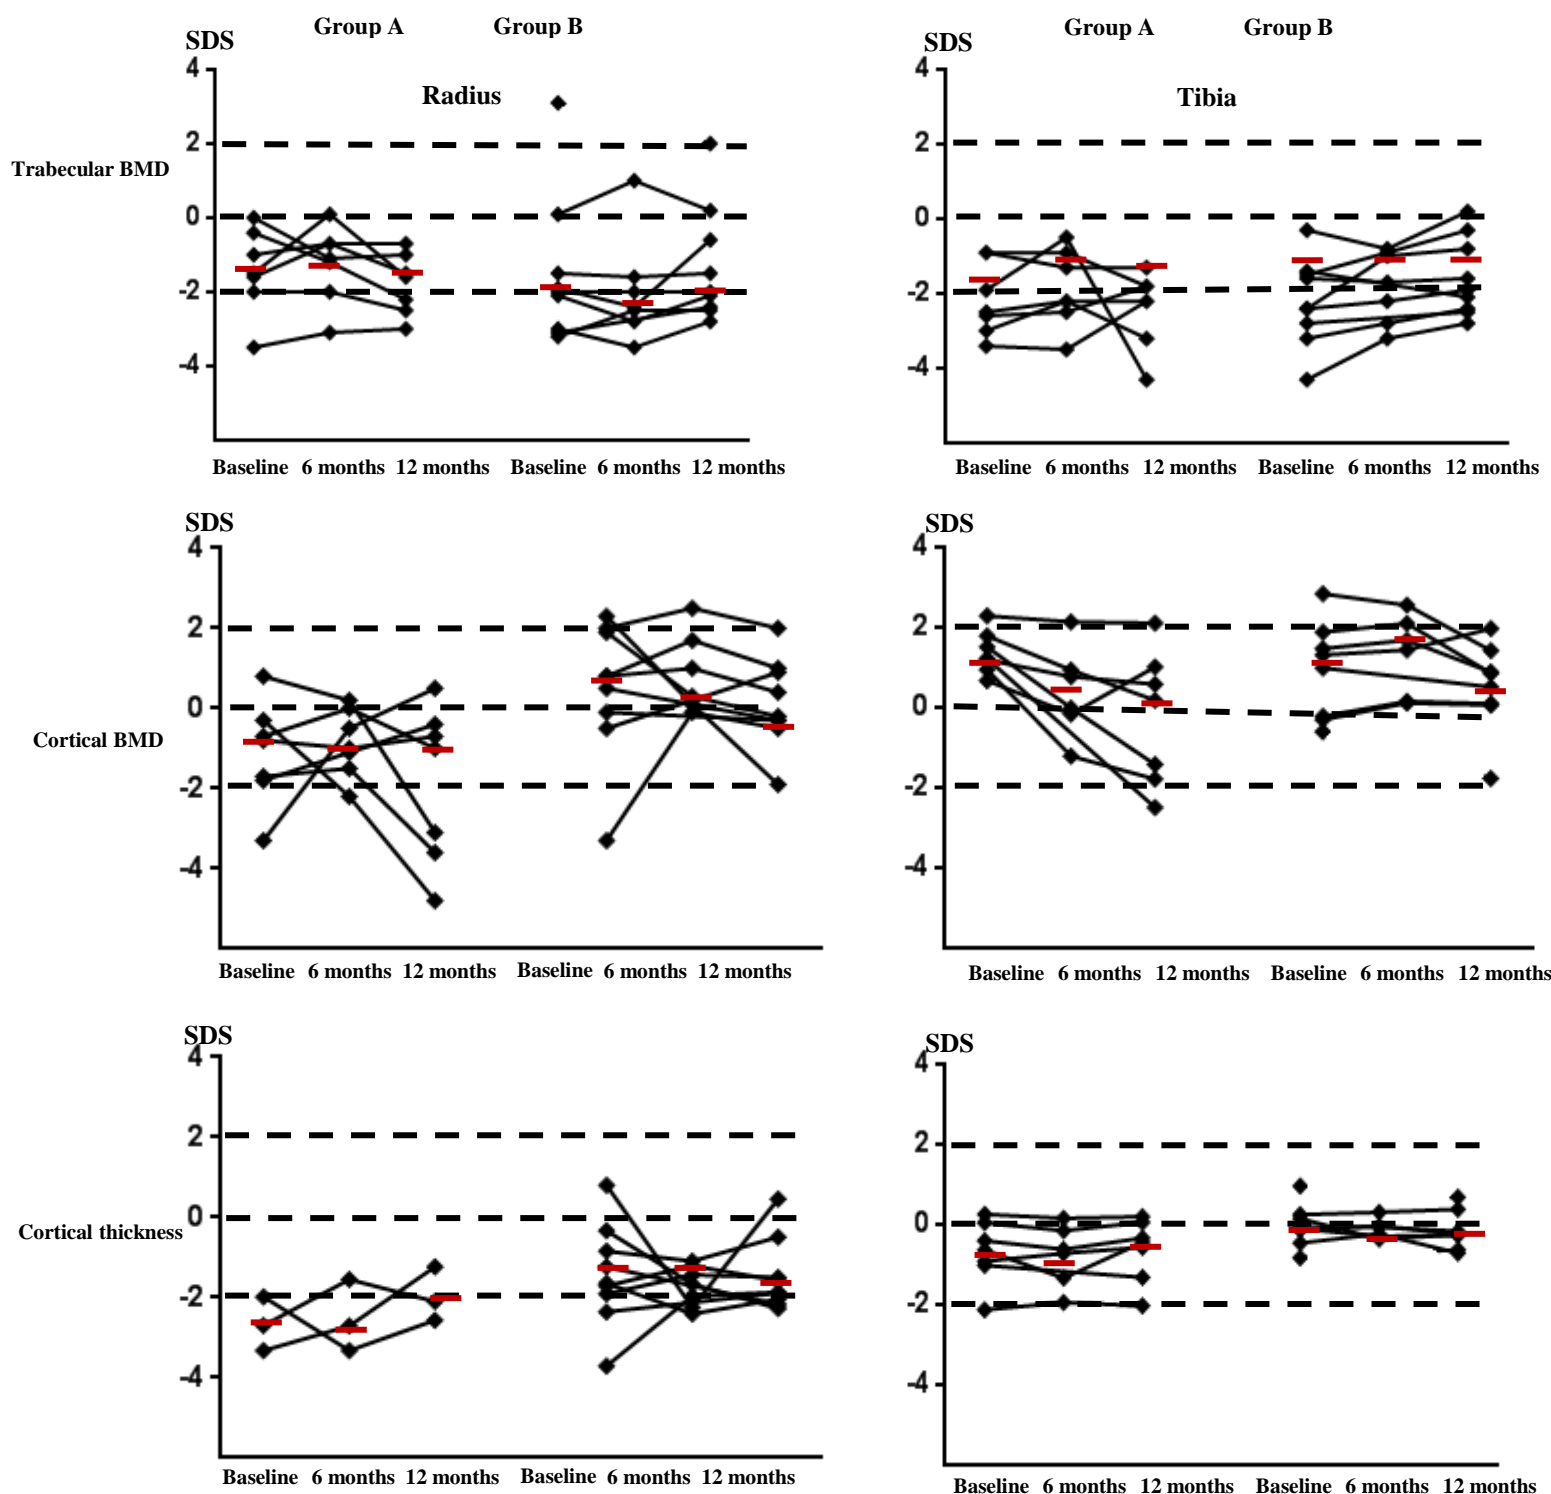 Group A Group B
SDS
4
Radius
2
Trabecular BMD
0
-2
-4
Baseline 6 months 12 months Baseline 6 months 12 months
Group A Group B
SDS
4
Tibia
2
0
-2
-4
Baseline 6 months 12 months Baseline 6 months 12 months
SDS
4
2
0
Cortical BMD
-2
-4
Baseline 6 months 12 months Baseline 6 months 12 months
SDS
4
2
0
-2
-4
Baseline 6 months 12 months Baseline 6 months 12 months
SDS
4
2
0
Cortical thickness
-2
-4
Baseline 6 months 12 months Baseline 6 months 12 months
SDS
4
2
0
-2
-4
Baseline 6 months 12 months Baseline 6 months 12 months